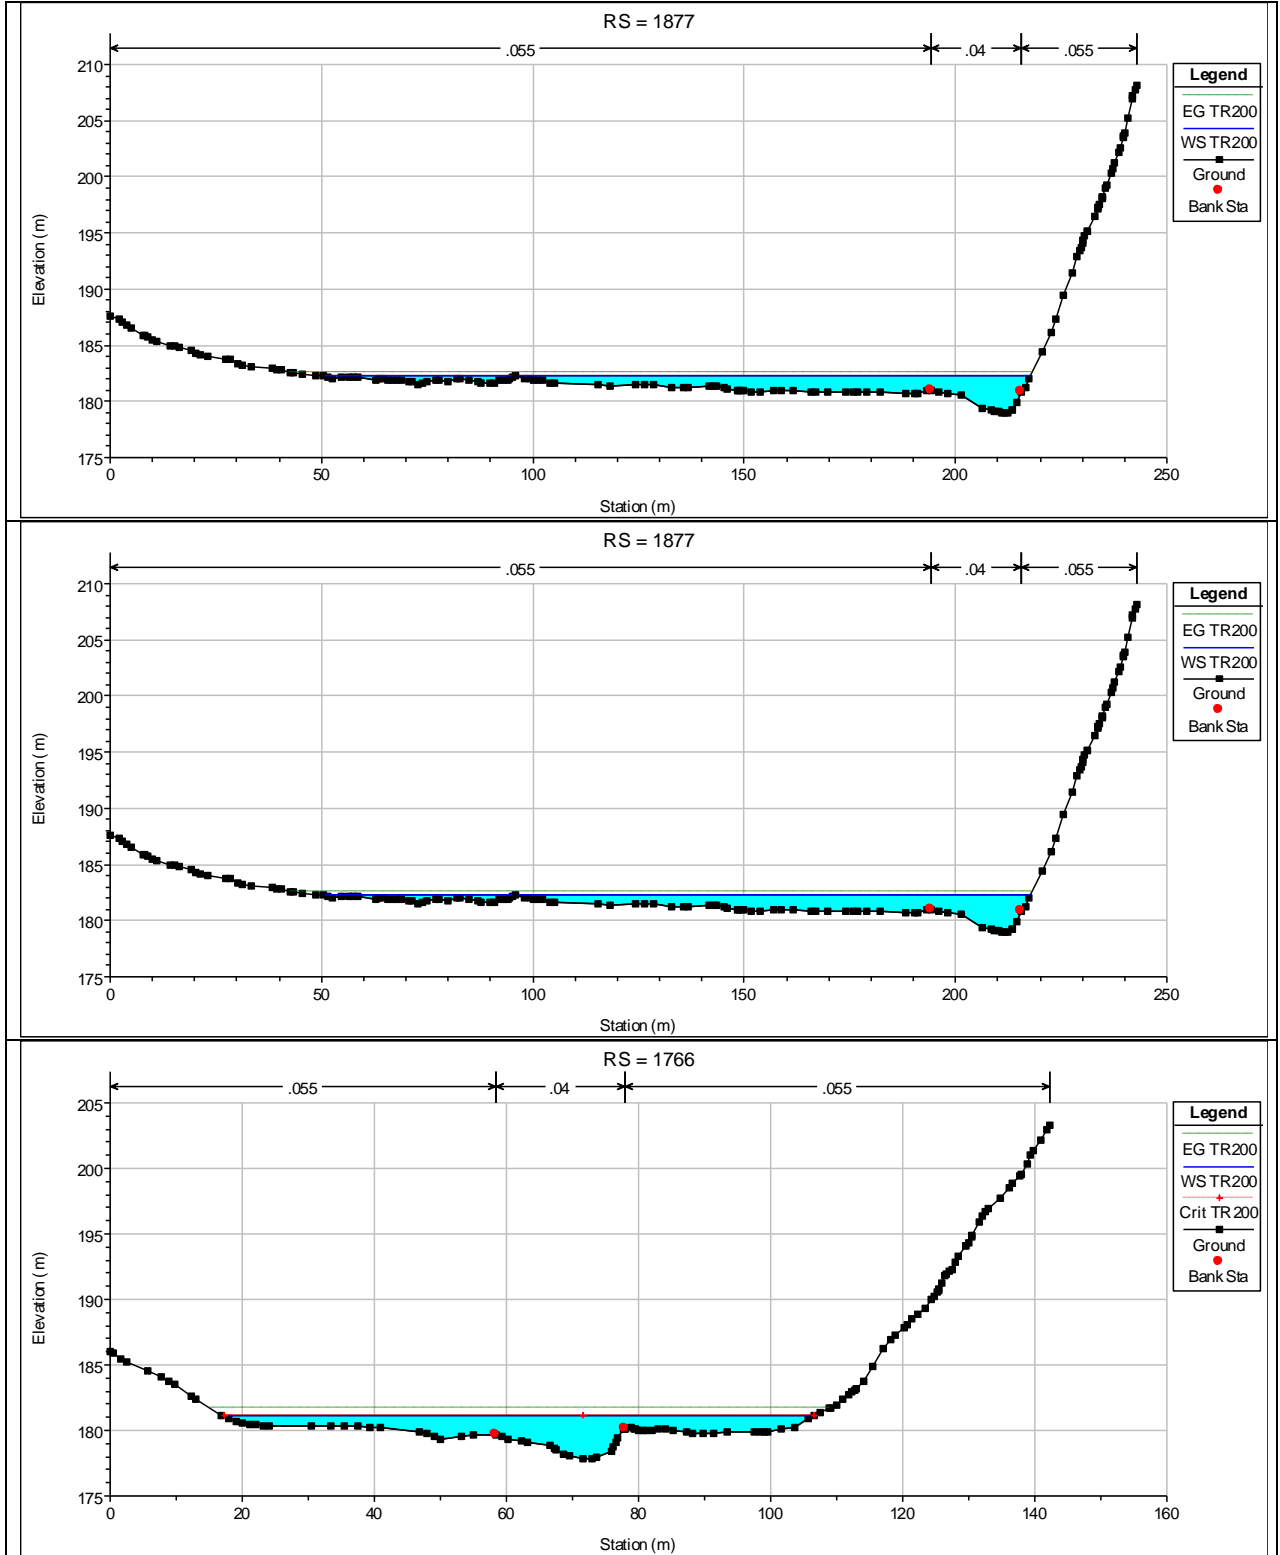 RS = 1877
.055 .04 .055
210
205
200
195
190
185
180
175
0 50 100 150 200 250
Elevation (m)
Station (m)
Legend
EG TR200
WS TR200
Ground
Bank Sta
RS = 1877
.055 .04 .055
210
205
200
195
190
185
180
175
0 50 100 150 200 250
Elevation (m)
Station (m)
Legend
EG TR200
WS TR200
Ground
Bank Sta
RS = 1766
.055 .04 .055
205
200
195
190
185
180
175
0 20 40 60 80 100 120 140 160
Elevation (m)
Station (m)
Legend
EG TR200
WS TR200
Crit TR200
Ground
Bank Sta